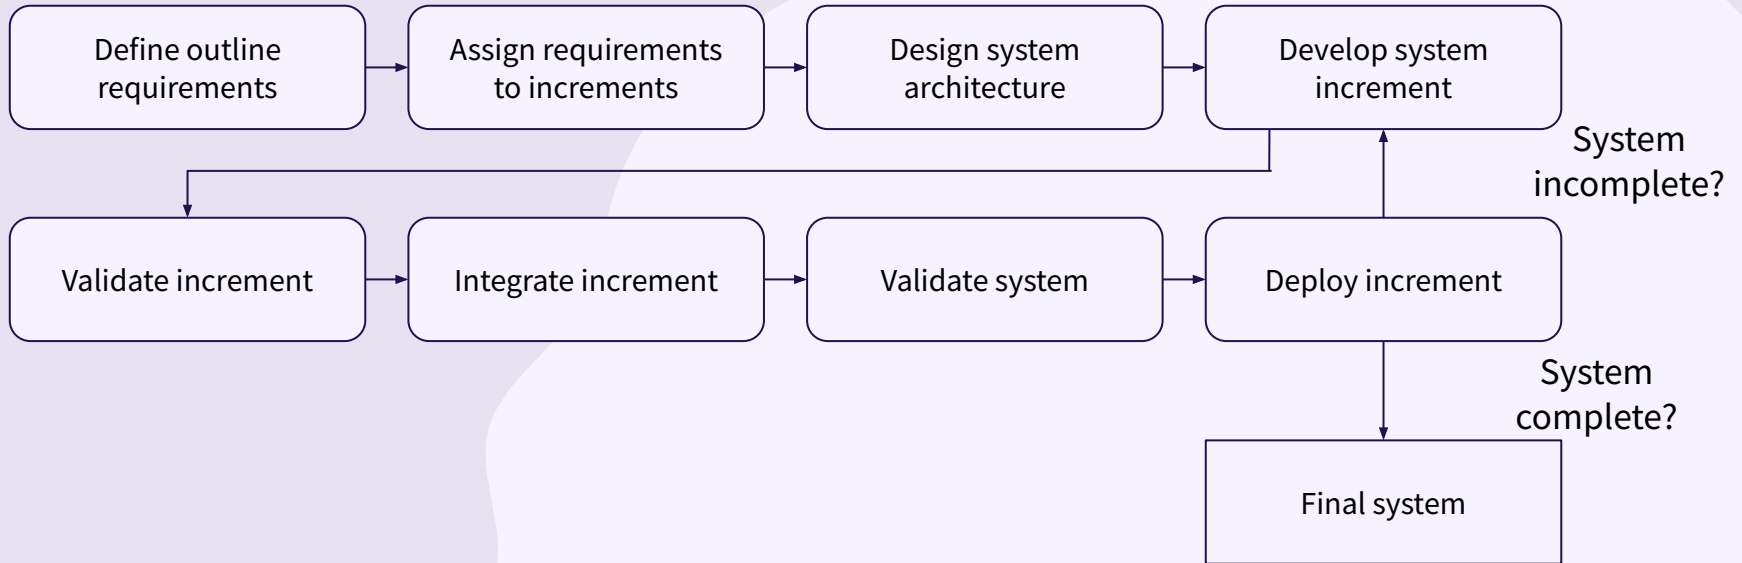 Define outline
requirements
Assign requirements
to increments
Design system
architecture
Develop system
increment
System
incomplete?
Validate increment
Integrate increment
Validate system
Deploy increment
System
complete?
Final system